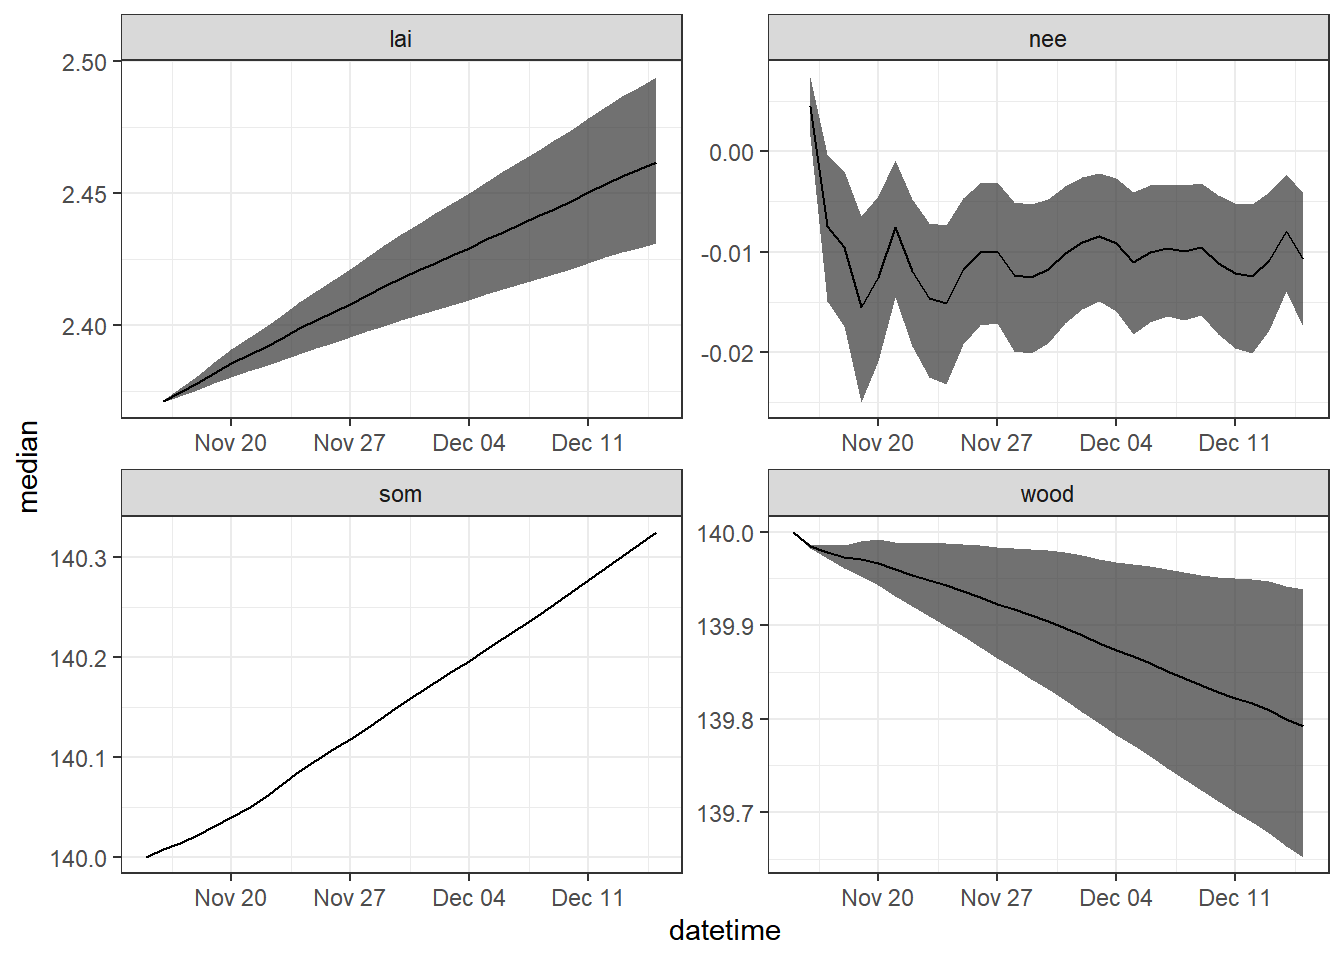 lai
nee
2.50
2.45
2.40
0.00
-0.01
-0.02
Nov 20 Nov 27 Dec 04 Dec 11
Nov 20 Nov 27 Dec 04 Dec 11
median
som
wood
140.3
140.2
140.1
140.0
140.0
139.9
139.8
139.7
Nov 20 Nov 27 Dec 04 Dec 11
Nov 20 Nov 27 Dec 04 Dec 11
datetime